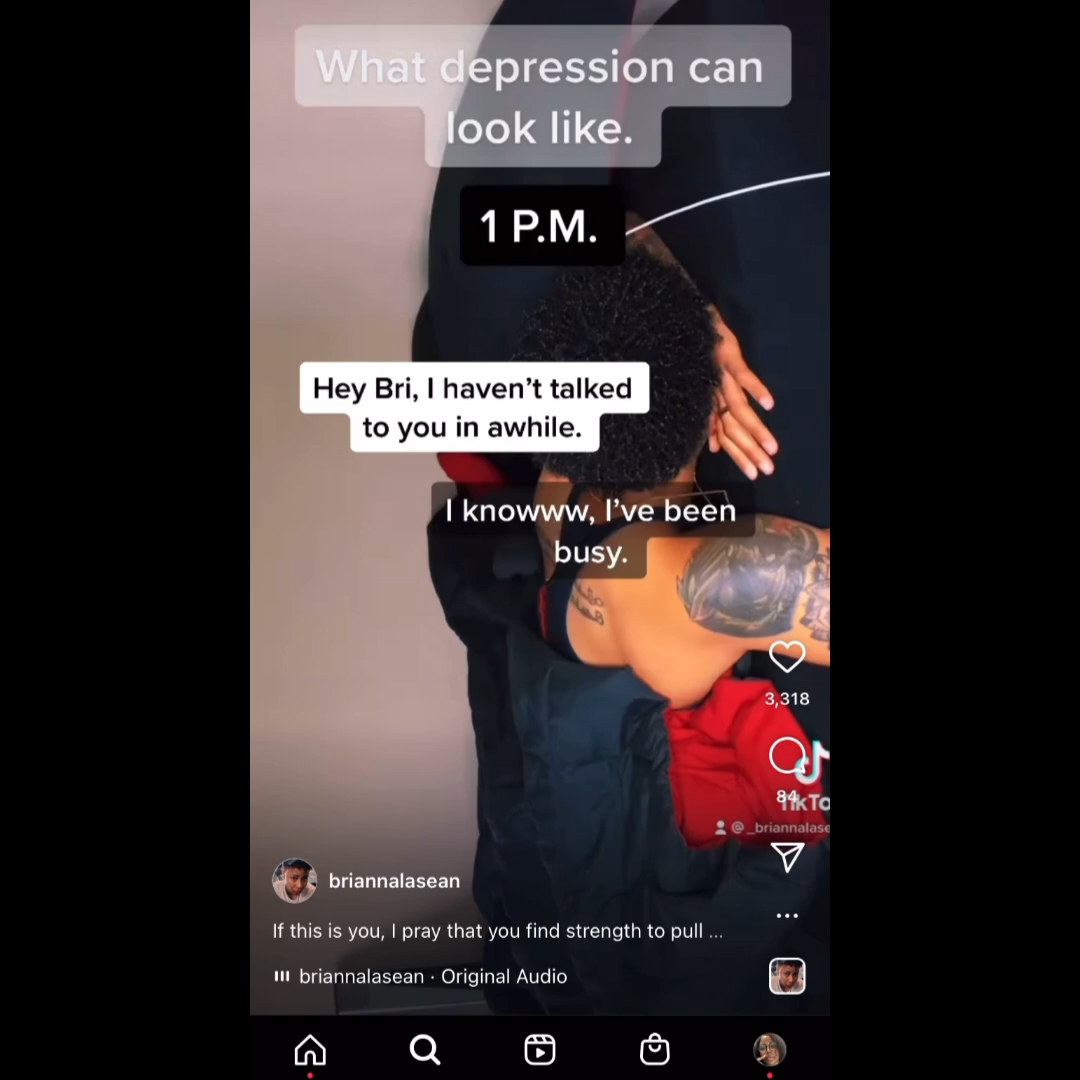 What depression can
look like.
1 P.M.
Hey Bri, I haven't talked
to you in awhile.
I knowww, I've been
busy.
3,318
84
TikTo
@_briannalase
briannalasean
If this is you, I pray that you find strength to pull ...
briannalasean · Original Audio